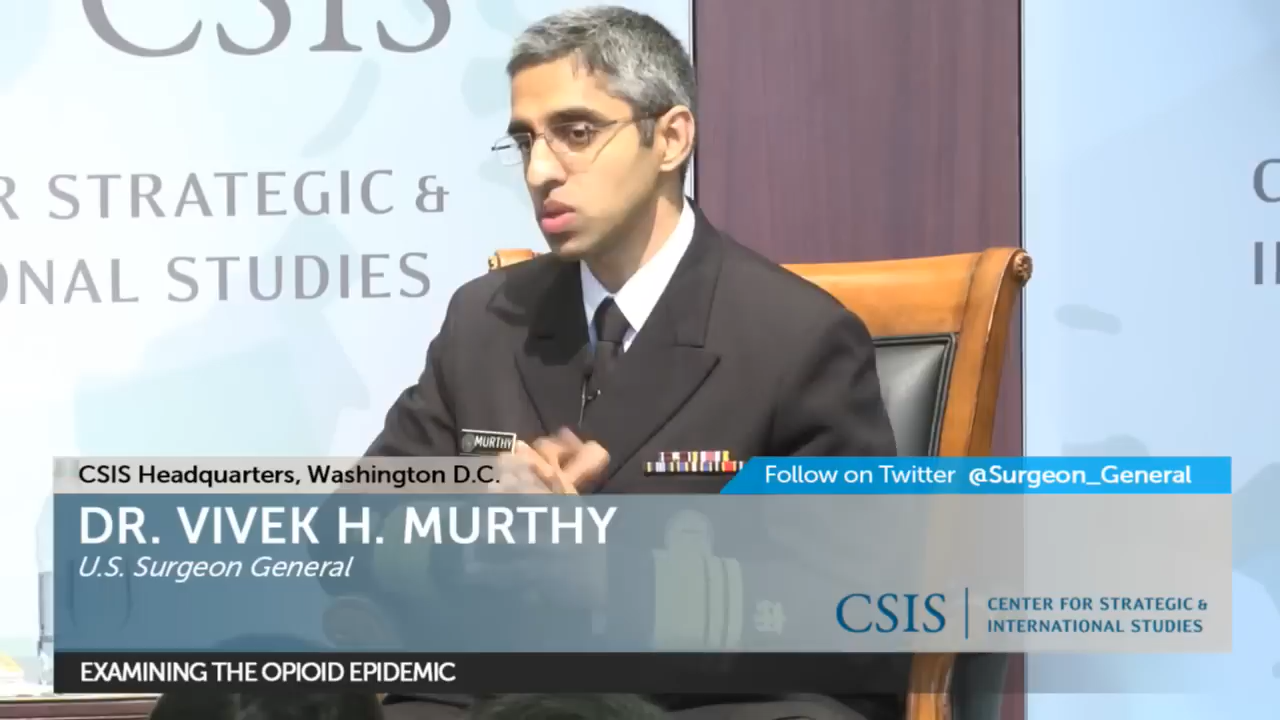 CSIS
R STRATEGIC &
ONAL STUDIES
MURTHY
CSIS Headquarters, Washington D.C.
Follow on Twitter @Surgeon_General
DR. VIVEK H. MURTHY
U.S. Surgeon General
CSIS
CENTER FOR STRATEGIC &
INTERNATIONAL STUDIES
EXAMINING THE OPIOID EPIDEMIC